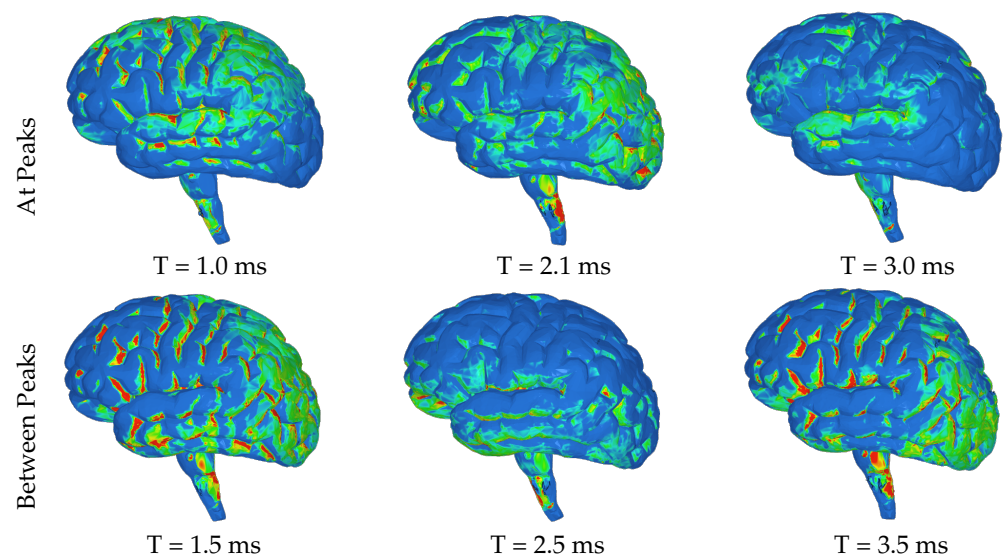 At Peaks
T = 1.0 ms
T = 2.1 ms
T = 3.0 ms
Between Peaks
T = 1.5 ms
T = 2.5 ms
T = 3.5 ms